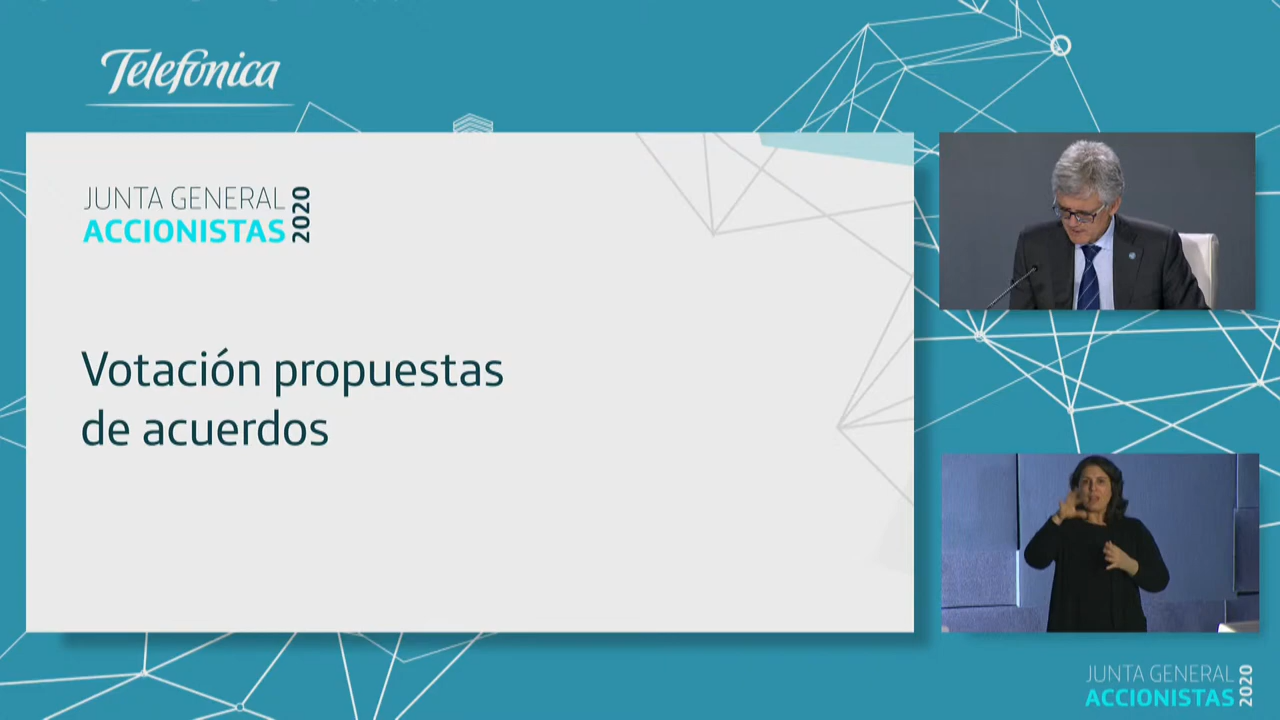 Telefónica
JUNTA GENERAL
ACCIONISTAS 2020
Votación propuestas
de acuerdos
JUNTA GENERAL
ACCIONISTAS 2020